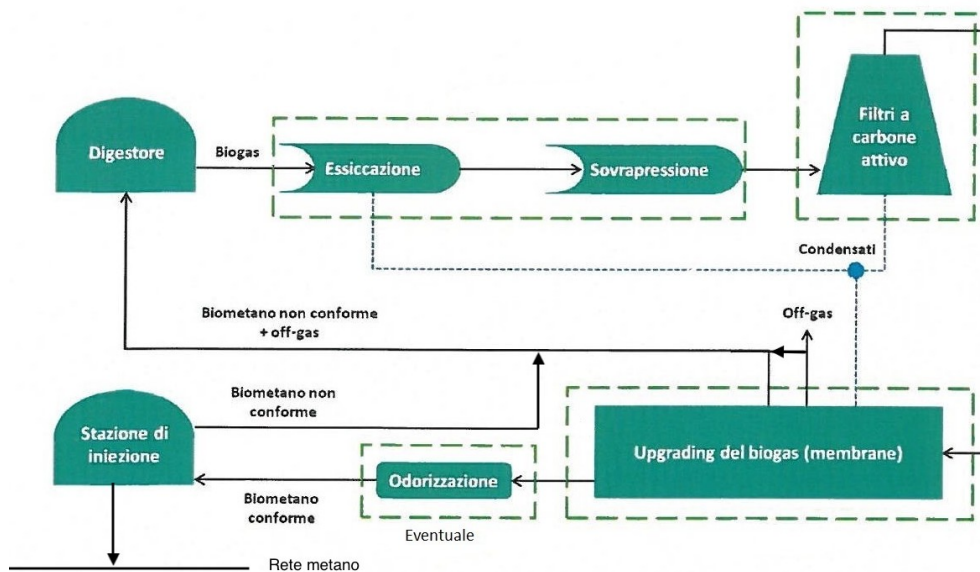 Digestore
Biogas
Essiccazione
Sovrapressione
Filtri a
carbone
attivo
Condensati
Biometano non conforme
+ off-gas
Off-gas
Biometano non
conforme
Stazione di
iniezione
Biometano
conforme
Odorizzazione
Eventuale
Upgrading del biogas (membrane)
Rete metano